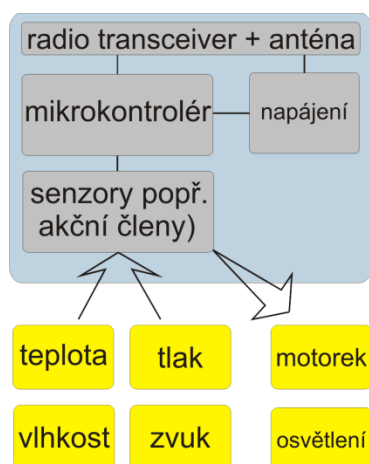 radio transceiver + anténa
mikrokontrolér
napájení
senzory popř.
akční členy)
teplota
tlak
motorek
vlhkost
zvuk
osvětlení